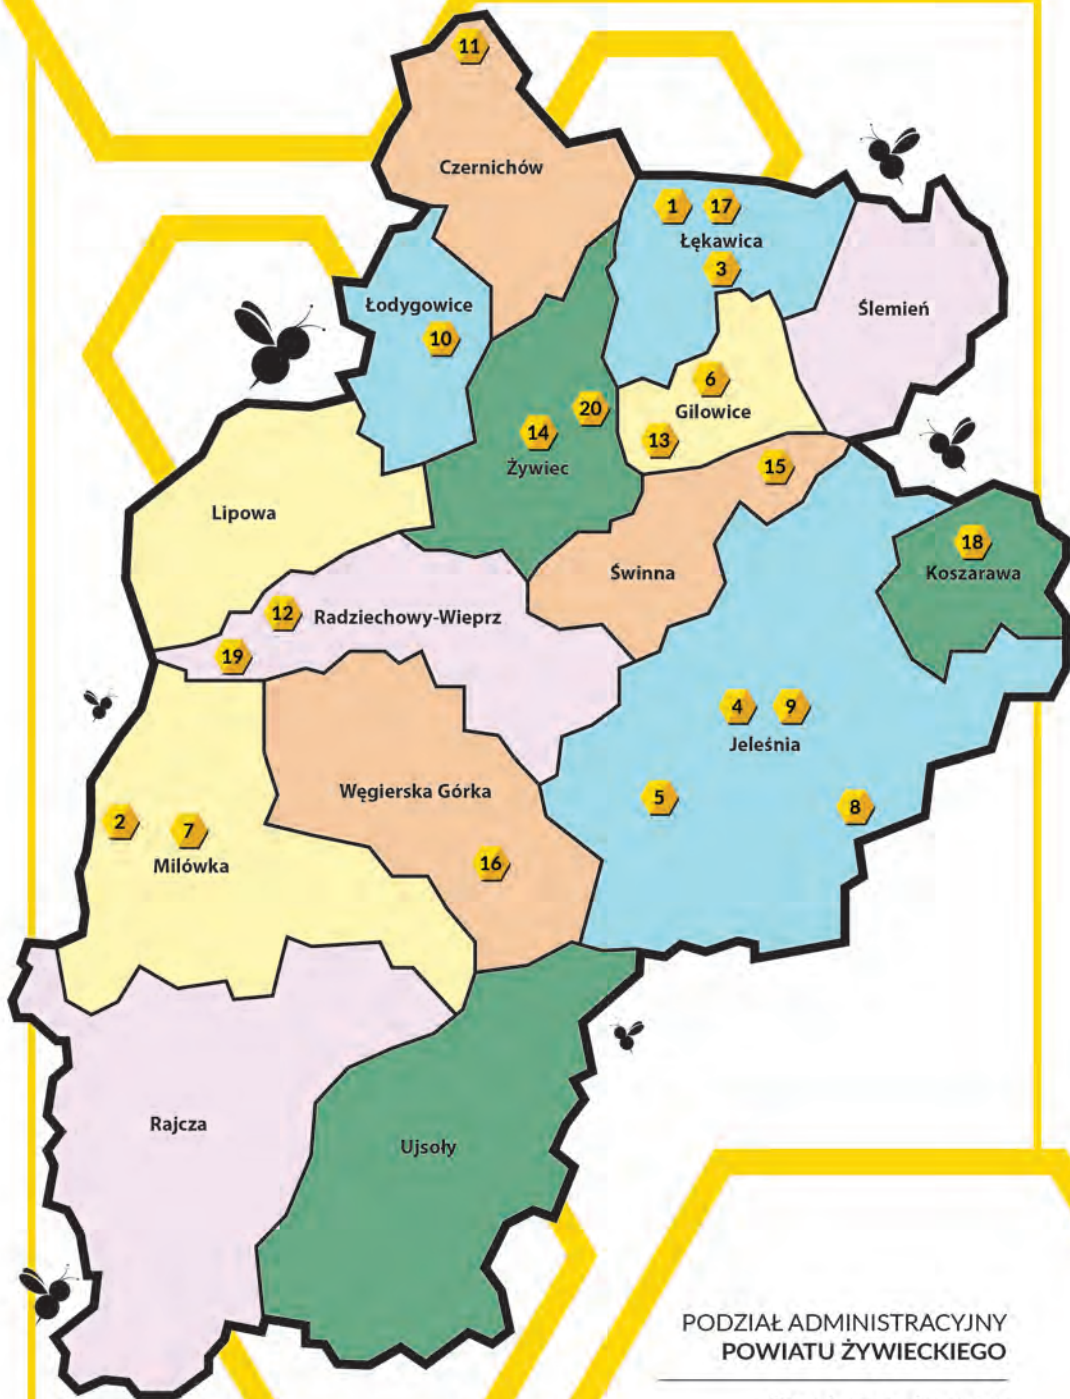 11
Czernichów
1 17
Łękawica
3
Łodygowice
10
Ślemień
6
Gilowice
20
14
13
Żywiec
15
Lipowa
18
Świnna
Koszarawa
12
Radziechowy-Wieprz
19
4 9
Jeleśnia
Węgierska Górka
5
8
2
7
Milówka
16
Rajcza
Ujsoły
PODZIAŁ ADMINISTRACYJNY
POWIATU ŻYWIECKIEGO